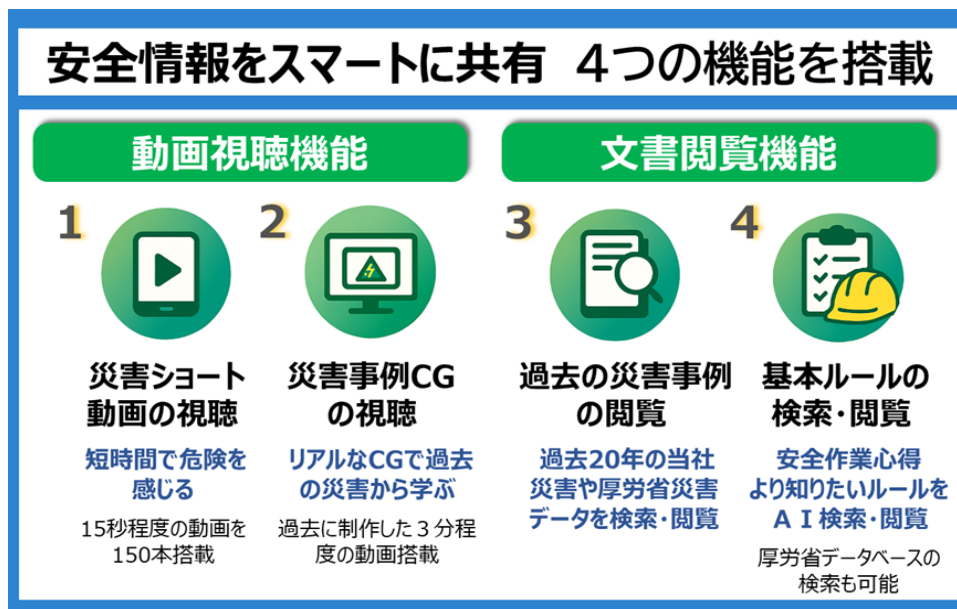 安全情報をスマートに共有 4つの機能を搭載
動画視聴機能
文書閲覧機能
1
災害ショート
動画の視聴
短時間で危険を
感じる
15秒程度の動画を
150本搭載
2
災害事例CG
の視聴
リアルなCGで過去
の災害から学ぶ
過去に制作した３分程
度の動画搭載
3
過去の災害事例
の閲覧
過去20年の当社
災害や厚労省災害
データを検索・閲覧
4
基本ルールの
検索・閲覧
安全作業心得
より知りたいルールを
ＡＩ検索・閲覧
厚労省データベースの
検索も可能